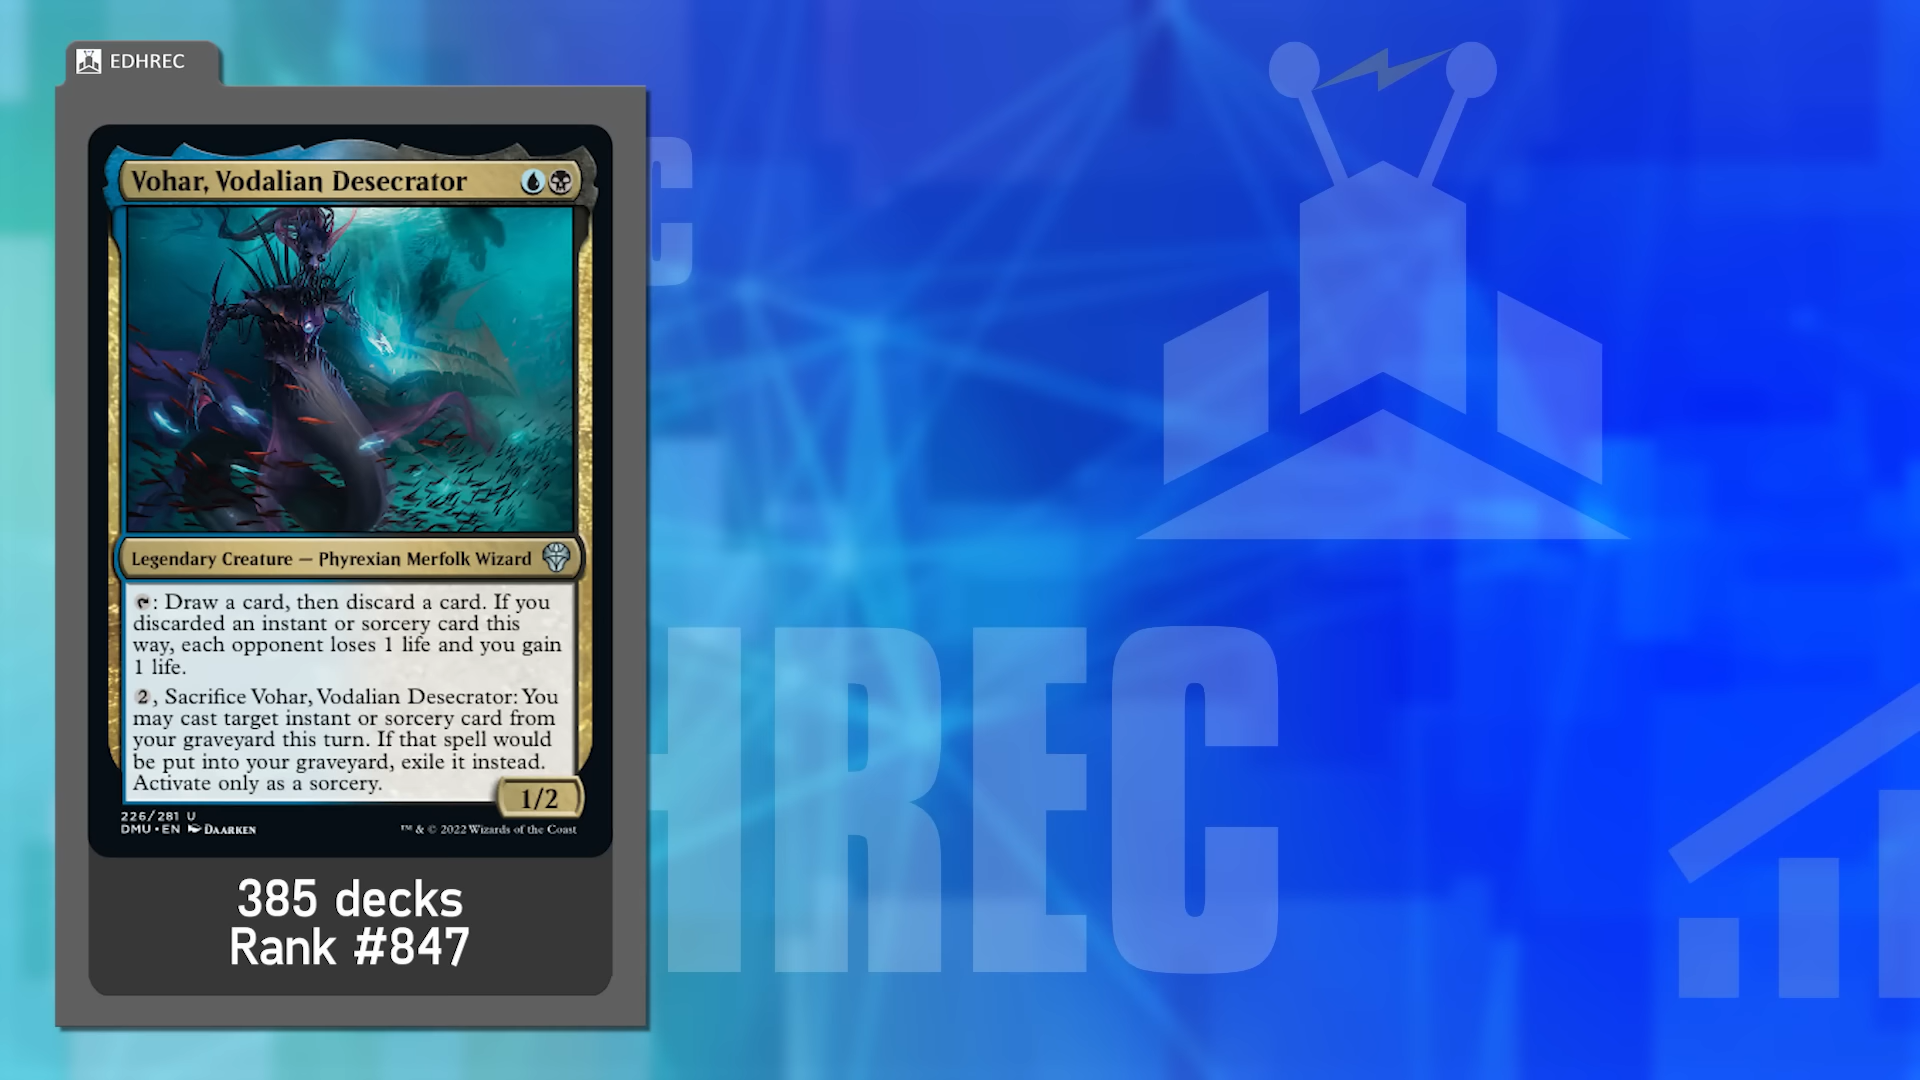 EDHREC
Vohar, Vodalian Desecrator
Legendary Creature — Phyrexian Merfolk Wizard
: Draw a card, then discard a card. If you
discarded an instant or sorcery card this
way, each opponent loses 1 life and you gain
1 life.
2, Sacrifice Vohar, Vodalian Desecrator: You
may cast target instant or sorcery card from
your graveyard this turn. If that spell would
be put into your graveyard, exile it instead.
Activate only as a sorcery.
1/2
226/281 U
DMU • EN DAARKEN
™ & © 2022 Wizards of the Coast
385 decks
Rank #847
C
HREC